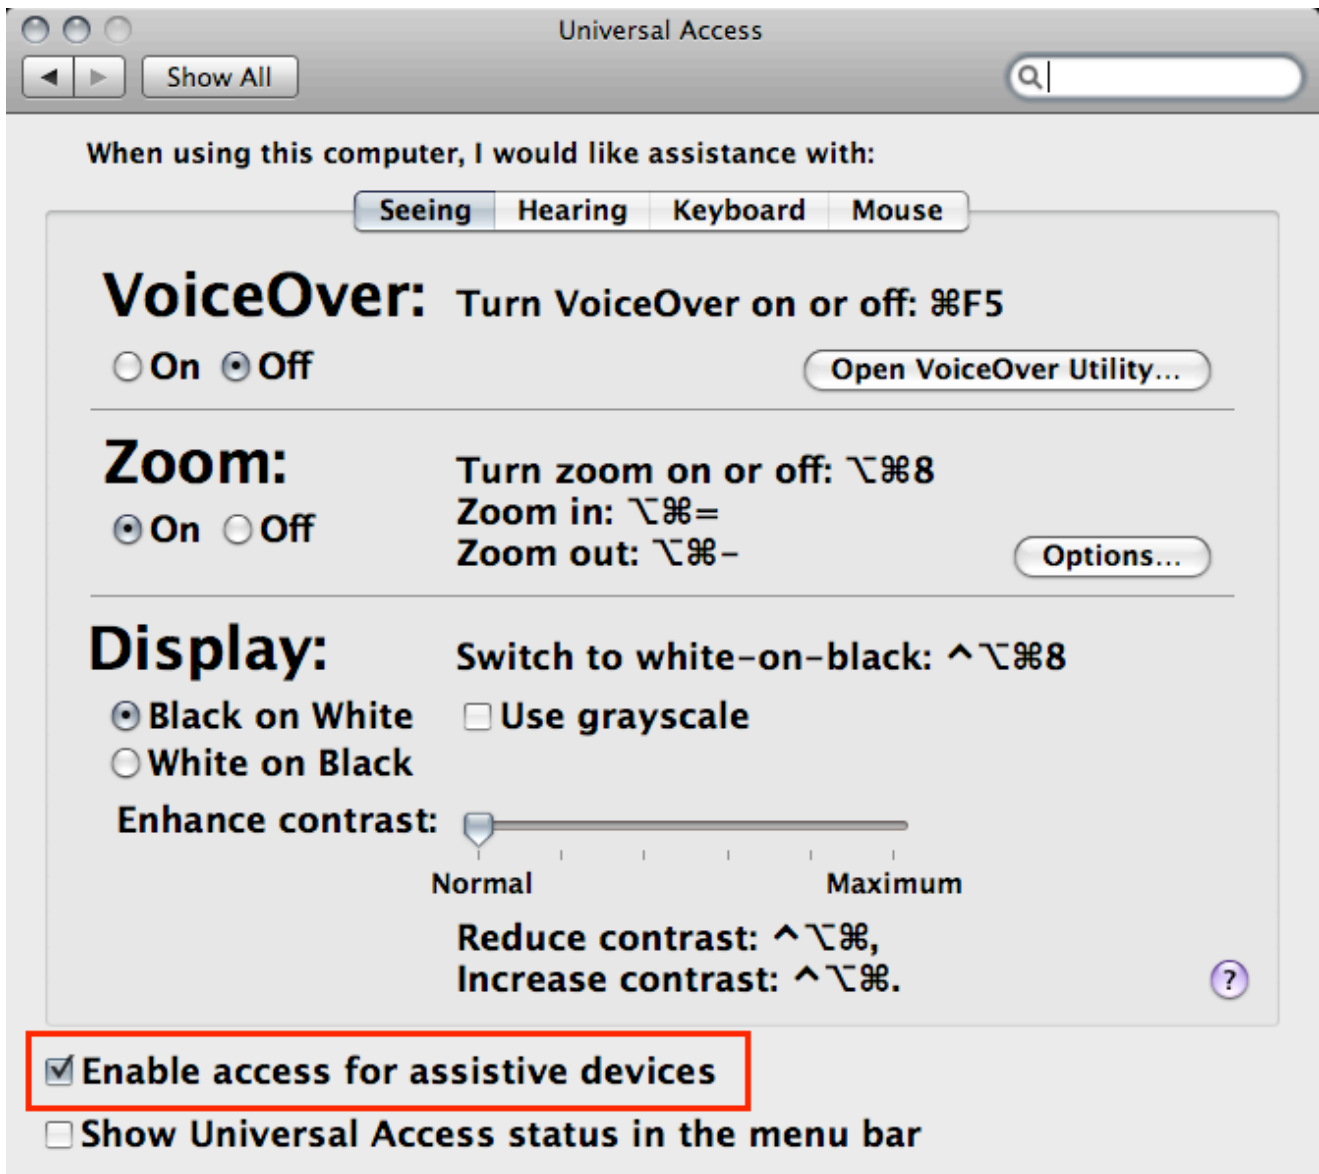 Universal Access
Show All
When using this computer, I would like assistance with:
Seeing Hearing Keyboard Mouse
VoiceOver: Turn VoiceOver on or off: ⌘F5
On Off Open VoiceOver Utility...
Zoom: Turn zoom on or off: ⌥⌘8
On Off Zoom in: ⌥⌘=
Zoom out: ⌥⌘-
Options...
Display: Switch to white-on-black: ^⌥⌘8
Black on White Use grayscale
White on Black
Enhance contrast:
Normal Maximum
Reduce contrast: ^⌥⌘,
Increase contrast: ^⌥⌘.
?
Enable access for assistive devices
Show Universal Access status in the menu bar